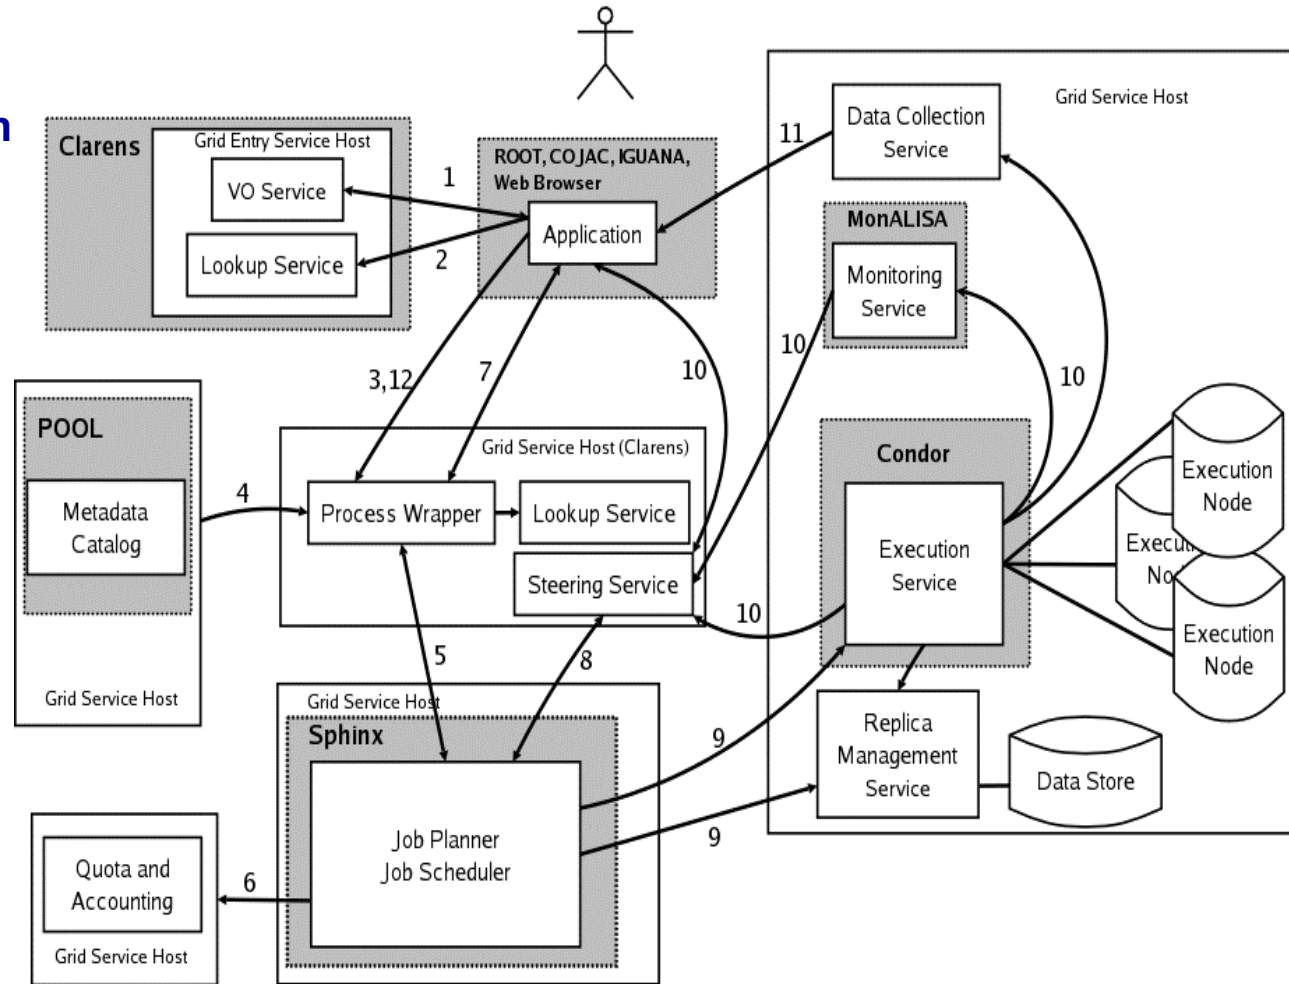 n
Clarens
Grid Entry Service Host
VO Service
Lookup Service
1
2
ROOT, COJAC, IGUANA,
Web Browser
Application
11
Data Collection
Service
Grid Service Host
MonALISA
Monitoring
Service
3,12
7
10
10
10
POOL
Metadata
Catalog
Grid Service Host
4
Grid Service Host (Clarens)
Process Wrapper
Lookup Service
Steering Service
Condor
Execution
Service
Execution
Node
Execution
Node
10
5
8
Grid Service Host
Sphinx
Job Planner
Job Scheduler
9
9
Replica
Management
Service
Data Store
Quota and
Accounting
Grid Service Host
6